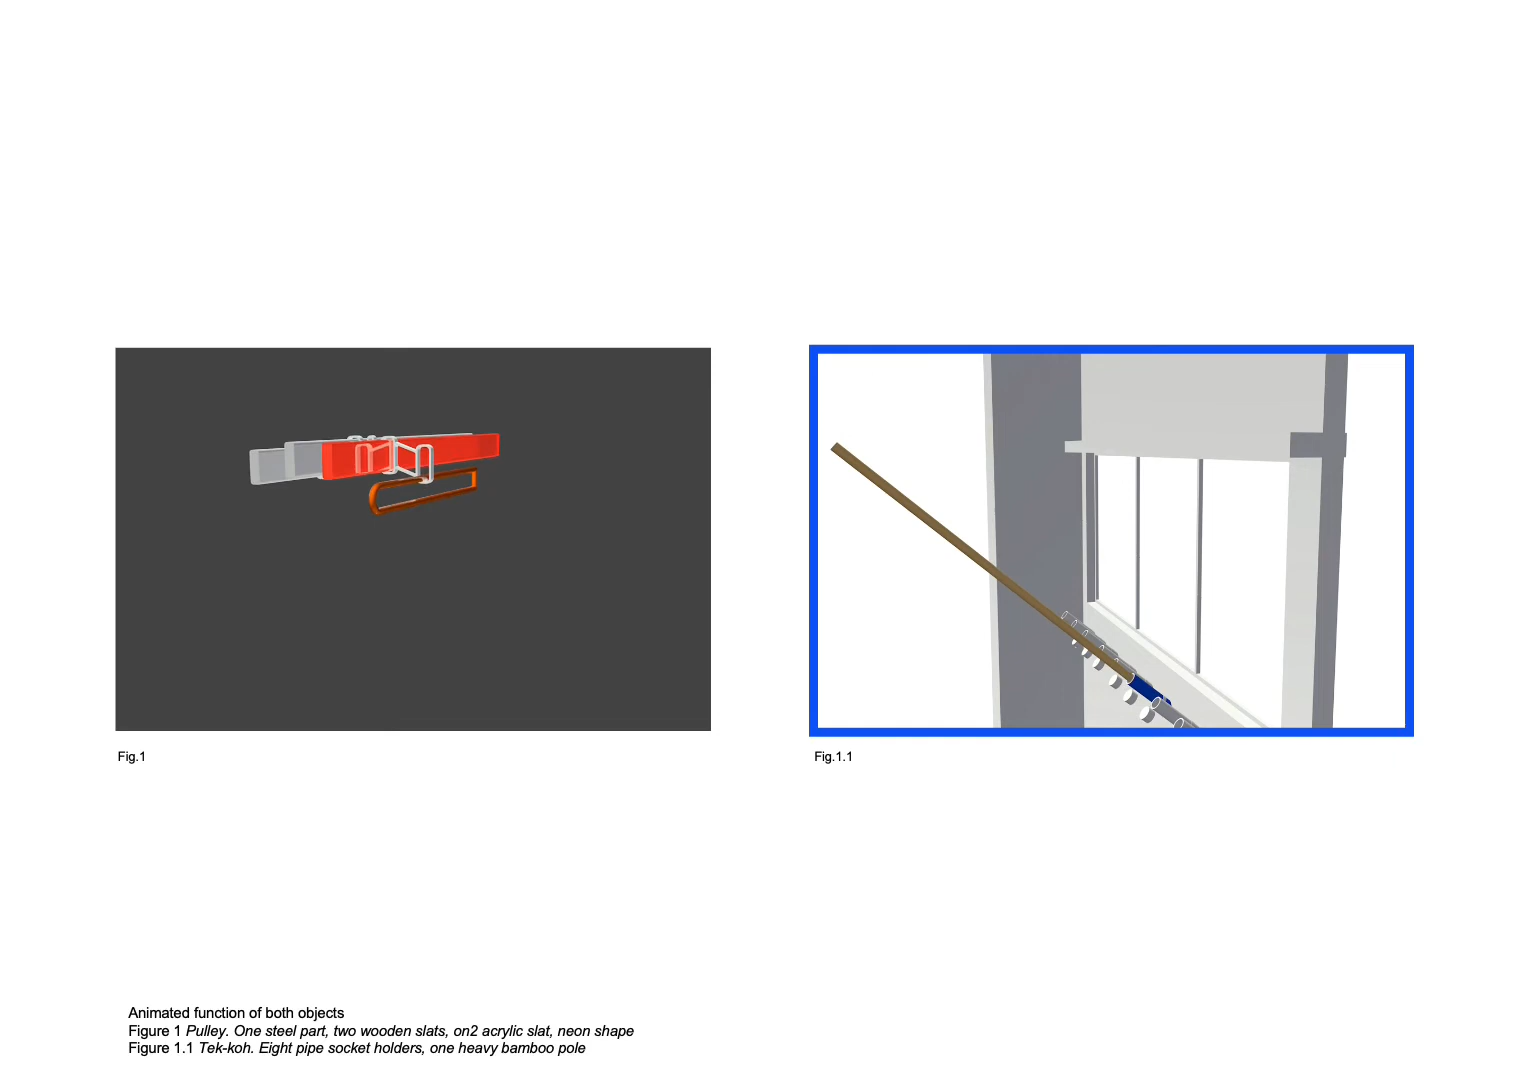 Fig.1
Fig.1.1
Animated function of both objects
Figure 1 Pulley. One steel part, two wooden slats, on2 acrylic slat, neon shape
Figure 1.1 Tek-koh. Eight pipe socket holders, one heavy bamboo pole